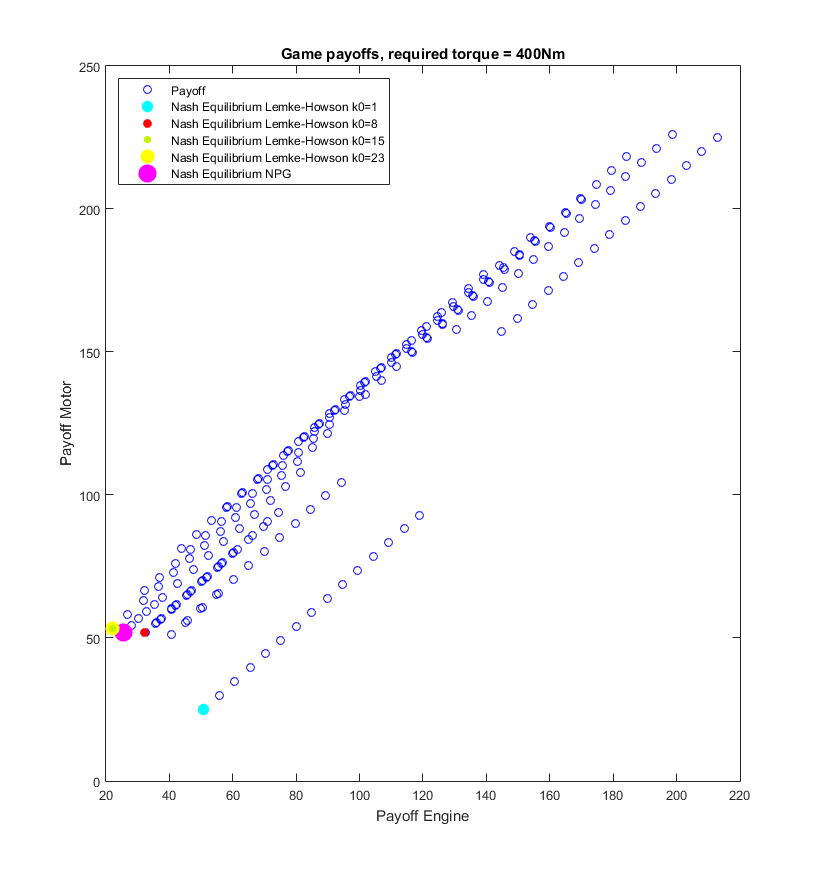 Game payoffs, required torque = 400Nm
Payoff
Nash Equilibrium Lemke-Howson k0=1
Nash Equilibrium Lemke-Howson k0=8
Nash Equilibrium Lemke-Howson k0=15
Nash Equilibrium Lemke-Howson k0=23
Nash Equilibrium NPG
250
200
150
100
50
0
Payoff Motor
20 40 60 80 100 120 140 160 180 200 220
Payoff Engine